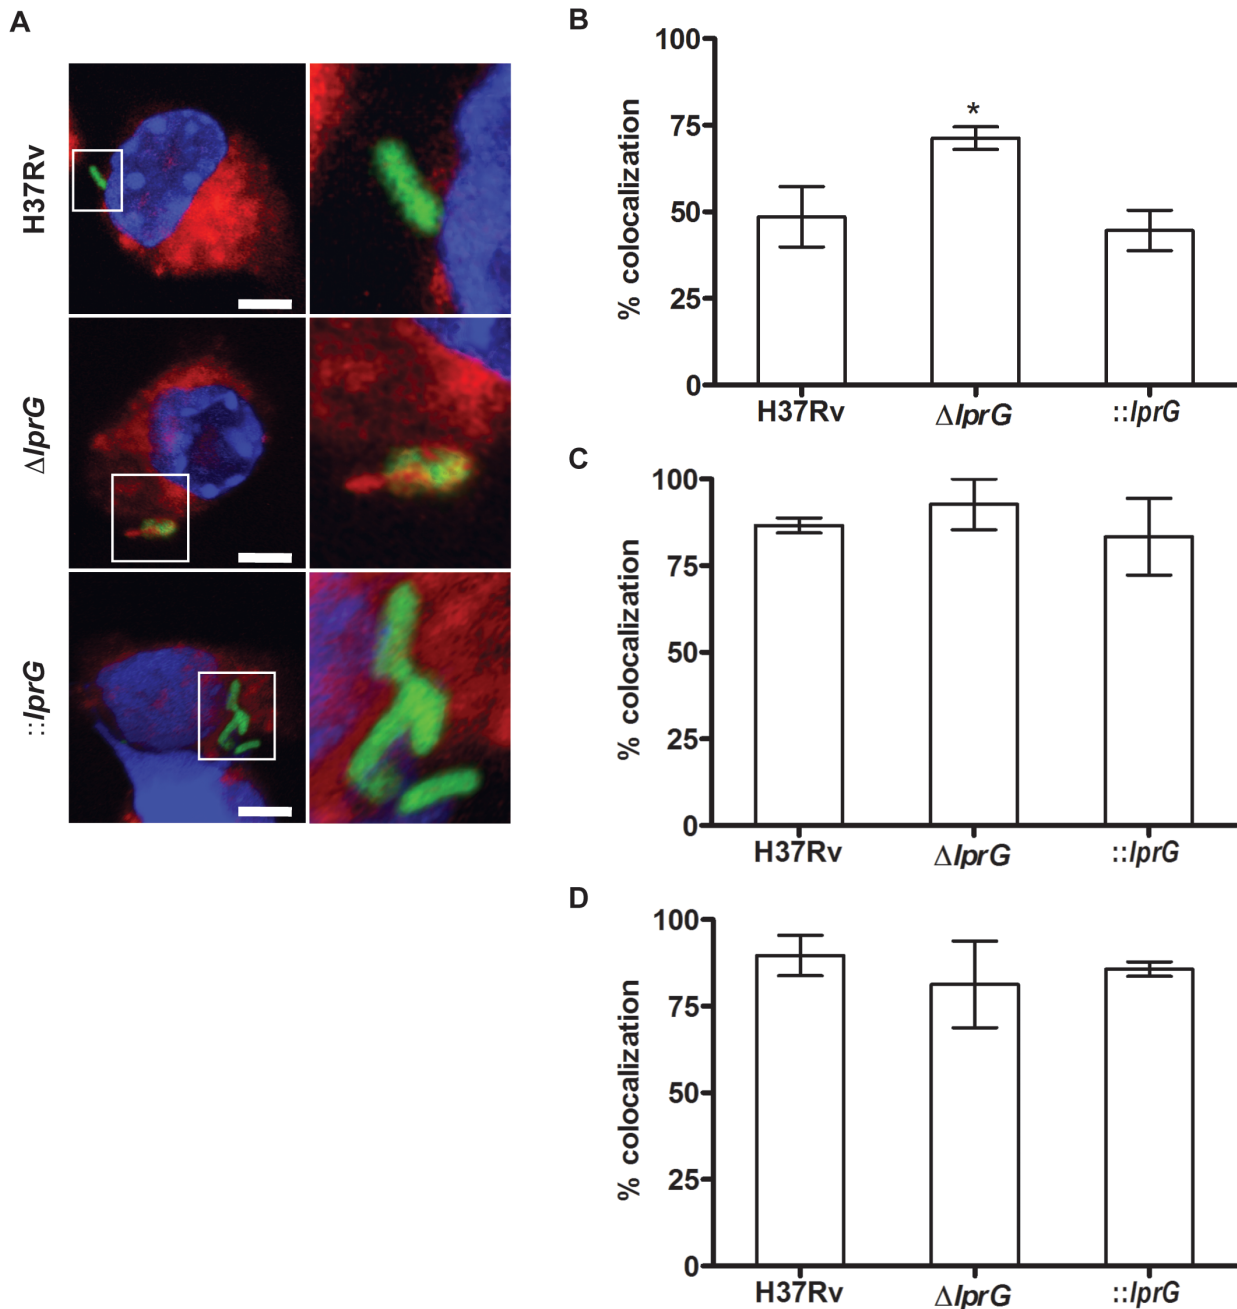 A
H37Rv
ΔlprG
::lprG
B
% colocalization
100
75
50
25
0
*
H37Rv
ΔlprG
::lprG
C
% colocalization
100
75
50
25
0
H37Rv
ΔlprG
::lprG
D
% colocalization
100
75
50
25
0
H37Rv
ΔlprG
::lprG